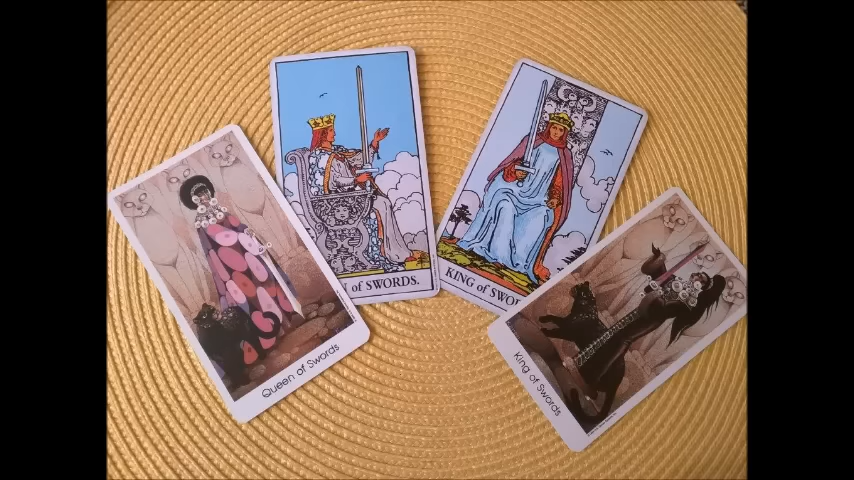 Queen of Swords
N of SWORDS.
KING of SWO
King of Swords